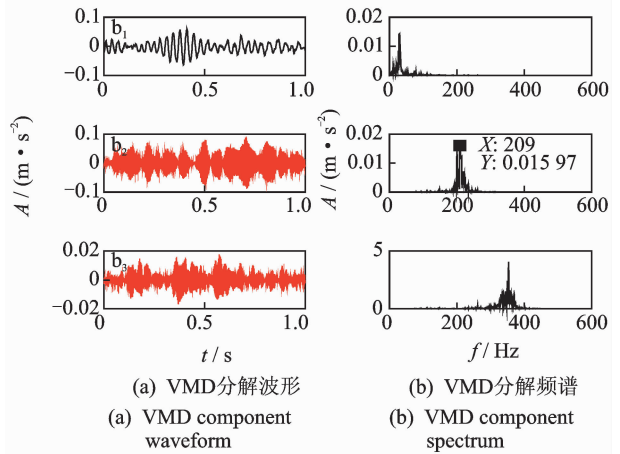 0.1
b₁
0
−0.1
0
0.5
1.0
0.02
0.01
0
0
200
400
600
A / (m • s⁻²)
0.1
b₂
0
−0.1
0
0.5
1.0
A / (m • s⁻²)
0.02
0.01
0
X: 209
Y: 0.015 97
0
200
400
600
0.02
b₃
0
−0.02
0
0.5
1.0
t / s
5
0
0
200
400
600
f / Hz
(a) VMD分解波形
(a) VMD component
waveform
(b) VMD分解频谱
(b) VMD component
spectrum